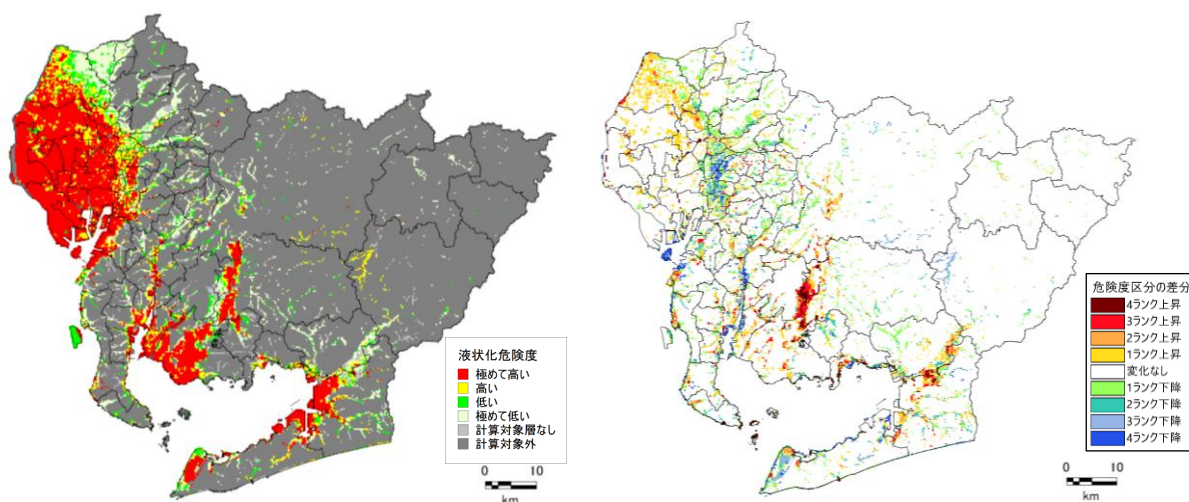 液状化危険度
極めて高い
高い
低い
極めて低い
計算対象層なし
計算対象外
0 10
km
危険度区分の差分
4ランク上昇
3ランク上昇
2ランク上昇
1ランク上昇
変化なし
1ランク下降
2ランク下降
3ランク下降
4ランク下降
0 10
km